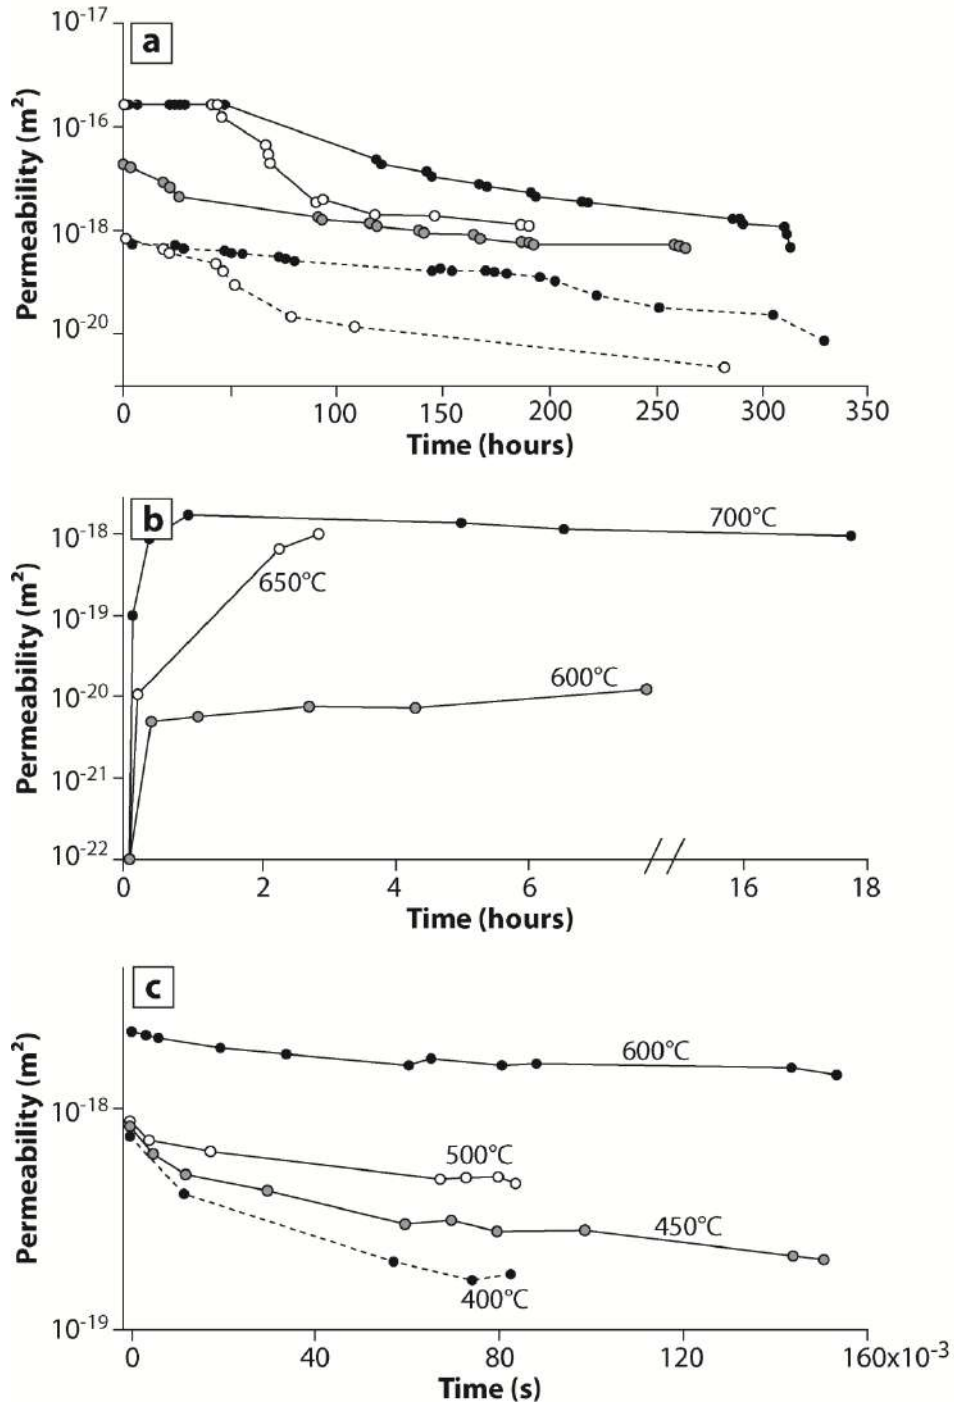 a
Permeability (m²)
10⁻¹⁷
10⁻¹⁶
10⁻¹⁸
10⁻²⁰
0 100 150 200 250 300 350
Time (hours)
b
Permeability (m²)
10⁻¹⁸
10⁻¹⁹
10⁻²⁰
10⁻²¹
10⁻²²
700°C
650°C
600°C
0 2 4 6 16 18
Time (hours)
c
Permeability (m²)
10⁻¹⁸
10⁻¹⁹
600°C
500°C
450°C
400°C
0 40 80 120 160x10⁻³
Time (s)